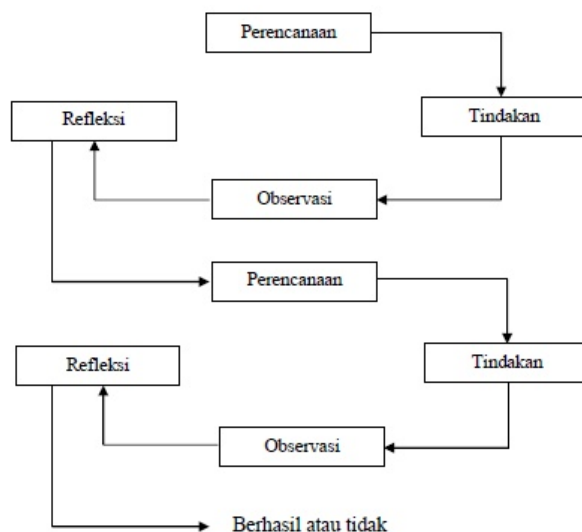 Perencanaan
Tindakan
Refleksi
Observasi
Perencanaan
Tindakan
Refleksi
Observasi
Berhasil atau tidak